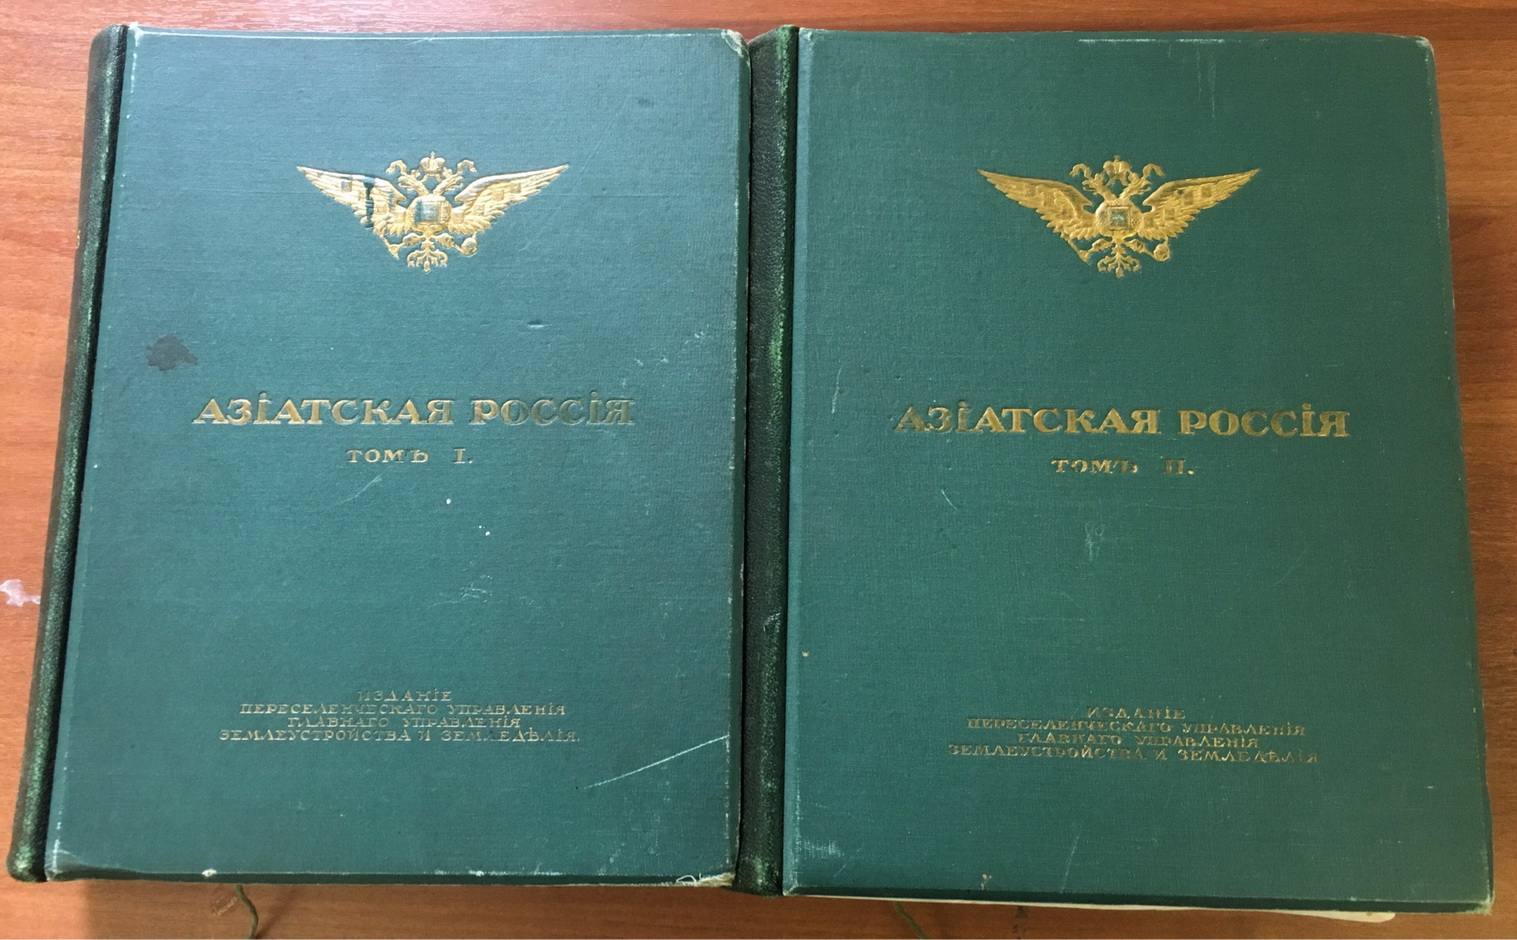 АЗІАТСКАЯ РОССІЯ
ТОМЪ I.
ИЗДАНІЕ
ПЕРЕСЕЛЕНЧЕСКАГО УПРАВЛЕНІЯ
ГЛАВНАГО УПРАВЛЕНІЯ
ЗЕМЛЕУСТРОЙСТВА И ЗЕМЛЕДѢЛІЯ.
АЗІАТСКАЯ РОССІЯ
ТОМЪ II.
ИЗДАНІЕ
ПЕРЕСЕЛЕНЧЕСКАГО УПРАВЛЕНІЯ
ГЛАВНАГО УПРАВЛЕНІЯ
ЗЕМЛЕУСТРОЙСТВА И ЗЕМЛЕДѢЛІЯ